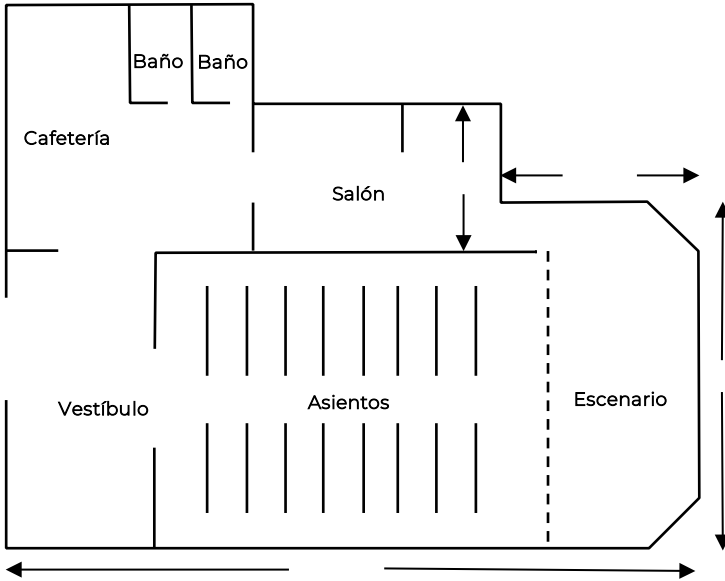 Baño
Baño
Cafetería
Salón
Vestíbulo
Asientos
Escenario